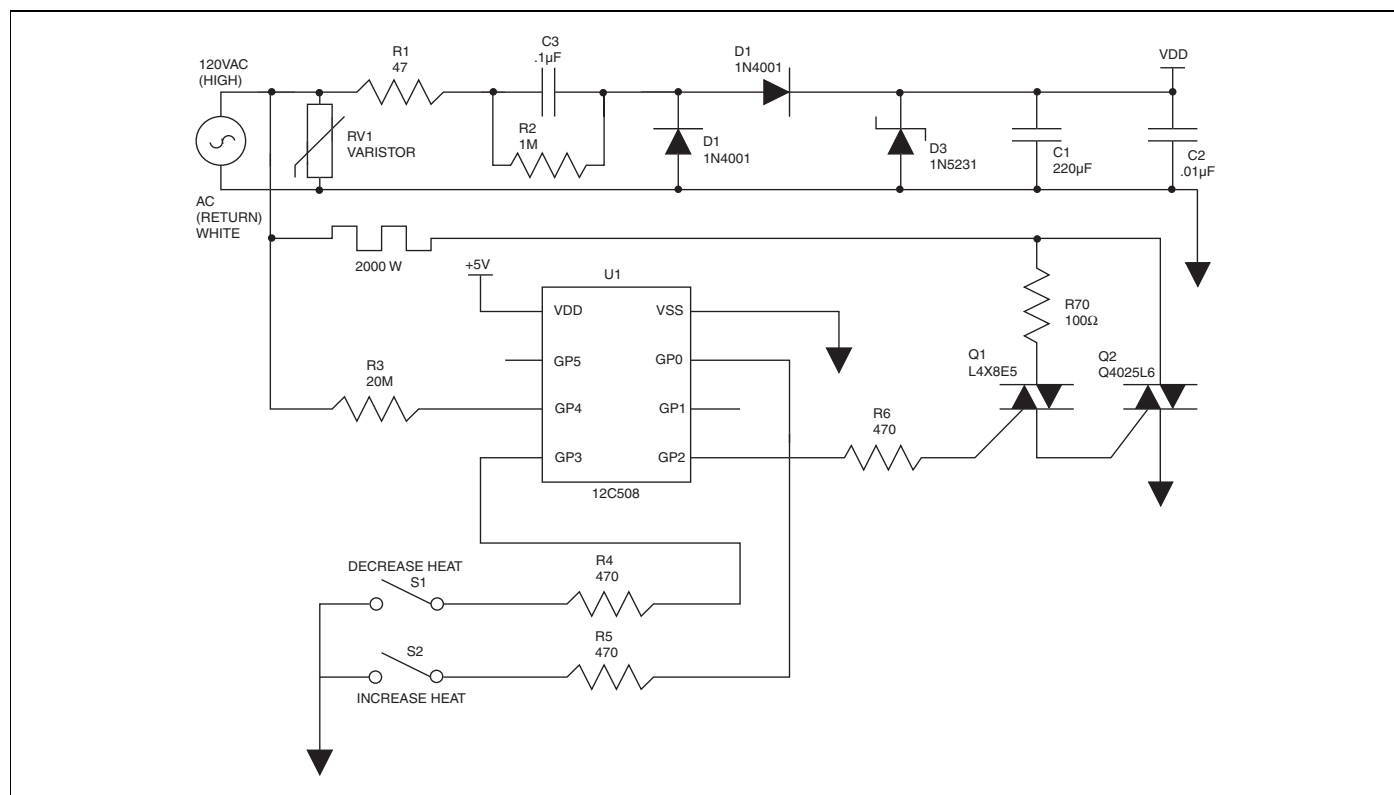 120VAC
(HIGH)
R1
47
C3
.1µF
D1
1N4001
VDD
RV1
VARISTOR
R2
1M
D1
1N4001
D3
1N5231
C1
220µF
C2
.01µF
AC
(RETURN)
WHITE
2000 W
+5V
U1
VDD
VSS
GP5
GP0
GP4
GP1
GP3
GP2
12C508
R3
20M
R70
100Ω
Q1
L4X8E5
Q2
Q4025L6
R6
470
DECREASE HEAT
S1
R4
470
S2
INCREASE HEAT
R5
470